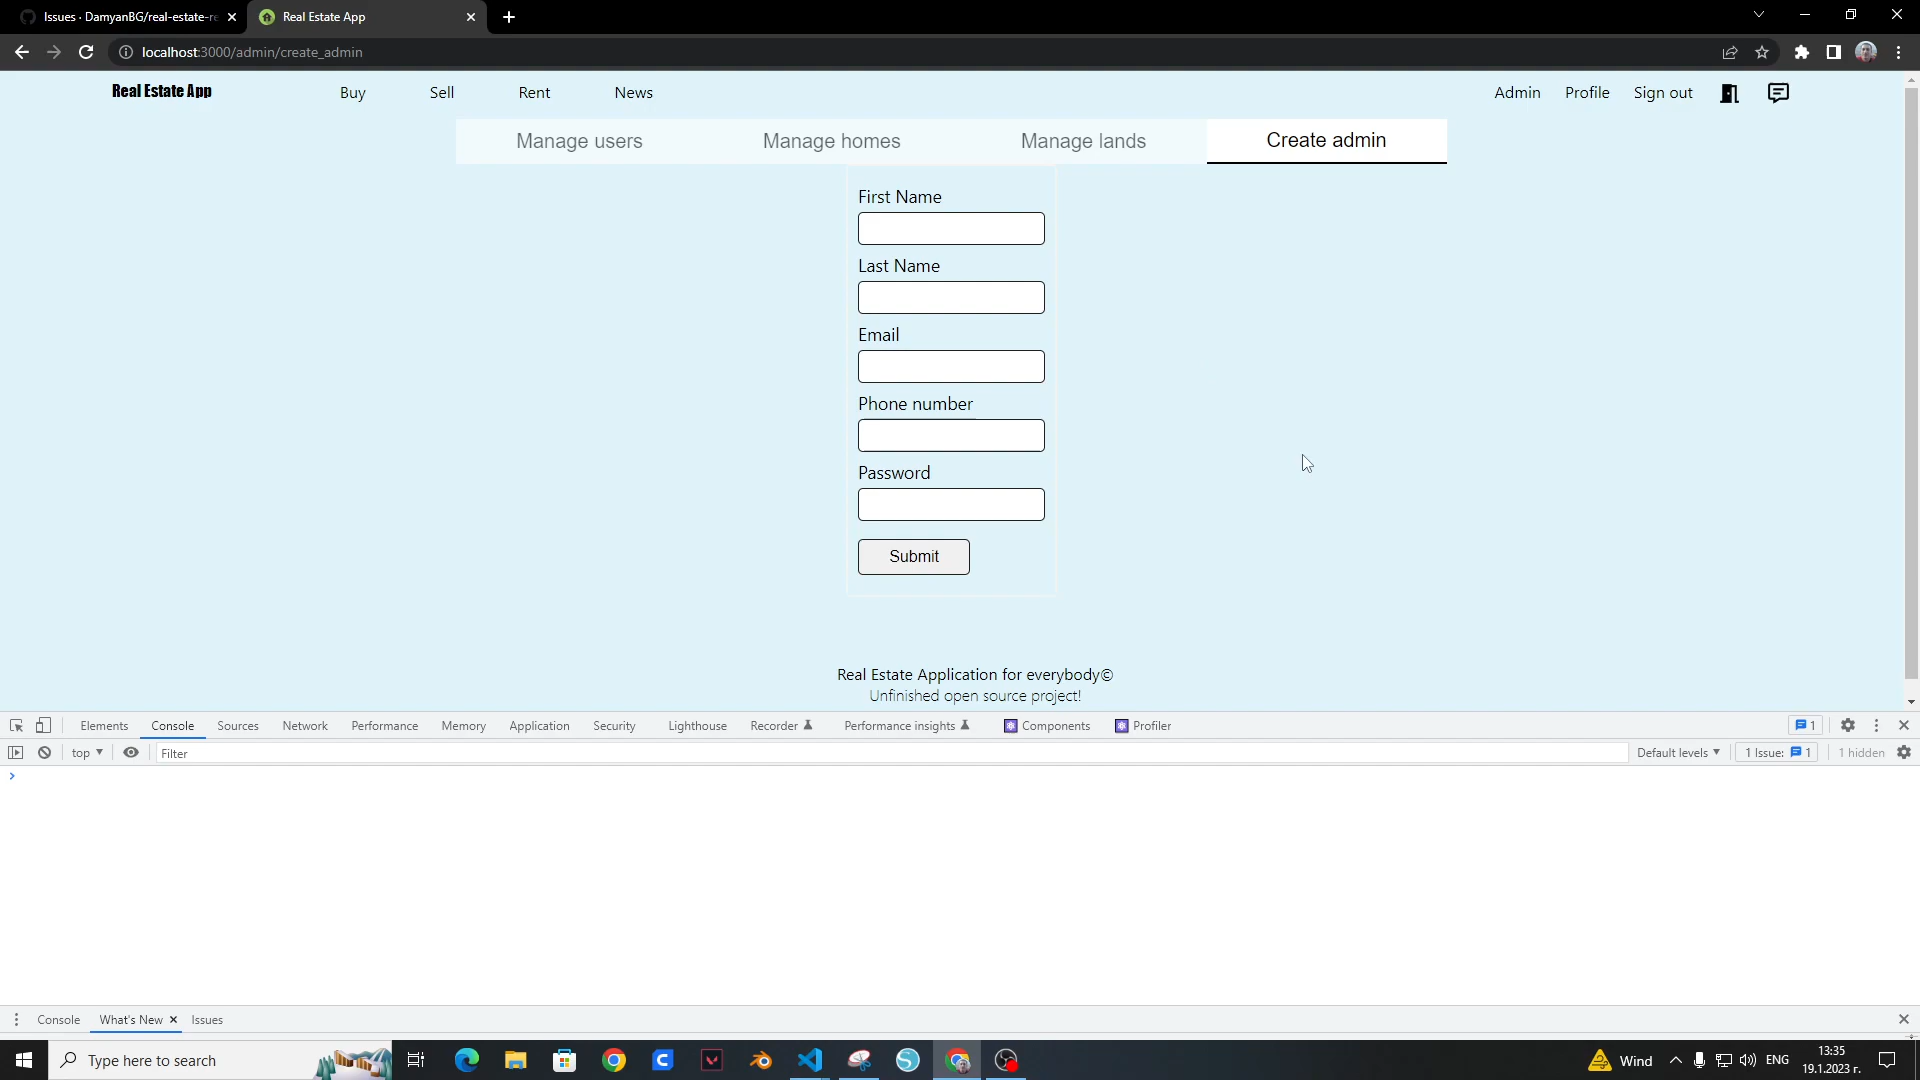 Issues · DamyanBG/real-estate-re
Real Estate App
localhost:3000/admin/create_admin
Real Estate App
Buy
Sell
Rent
News
Admin
Profile
Sign out
Manage users
Manage homes
Manage lands
Create admin
First Name
Last Name
Email
Phone number
Password
Submit
Real Estate Application for everybody©
Unfinished open source project!
Elements
Console
Sources
Network
Performance
Memory
Application
Security
Lighthouse
Recorder
Performance insights
Components
Profiler
1
top
Filter
Default levels
1 Issue: 1
1 hidden
Console
What's New
Issues
Type here to search
Wind
ENG
13:35
19.1.2023 г.